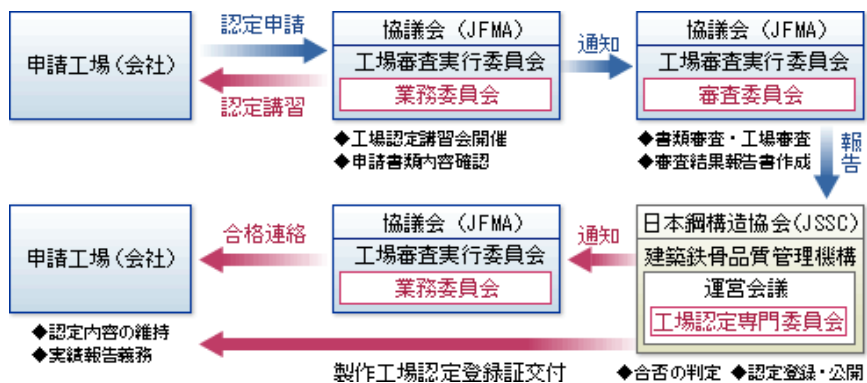 申請工場(会社)
認定申請
認定講習
協議会(JFMA)
工場審査実行委員会
業務委員会
◆工場認定講習会開催
◆申請書類内容確認
通知
協議会(JFMA)
工場審査実行委員会
審査委員会
◆書類審査・工場審査
◆審査結果報告書作成
報告
申請工場(会社)
◆認定内容の維持
◆実績報告義務
合格連絡
協議会(JFMA)
工場審査実行委員会
業務委員会
通知
日本鋼構造協会(JSSC)
建築鉄骨品質管理機構
運営会議
工場認定専門委員会
製作工場認定登録証交付
◆合否の判定 ◆認定登録・公開